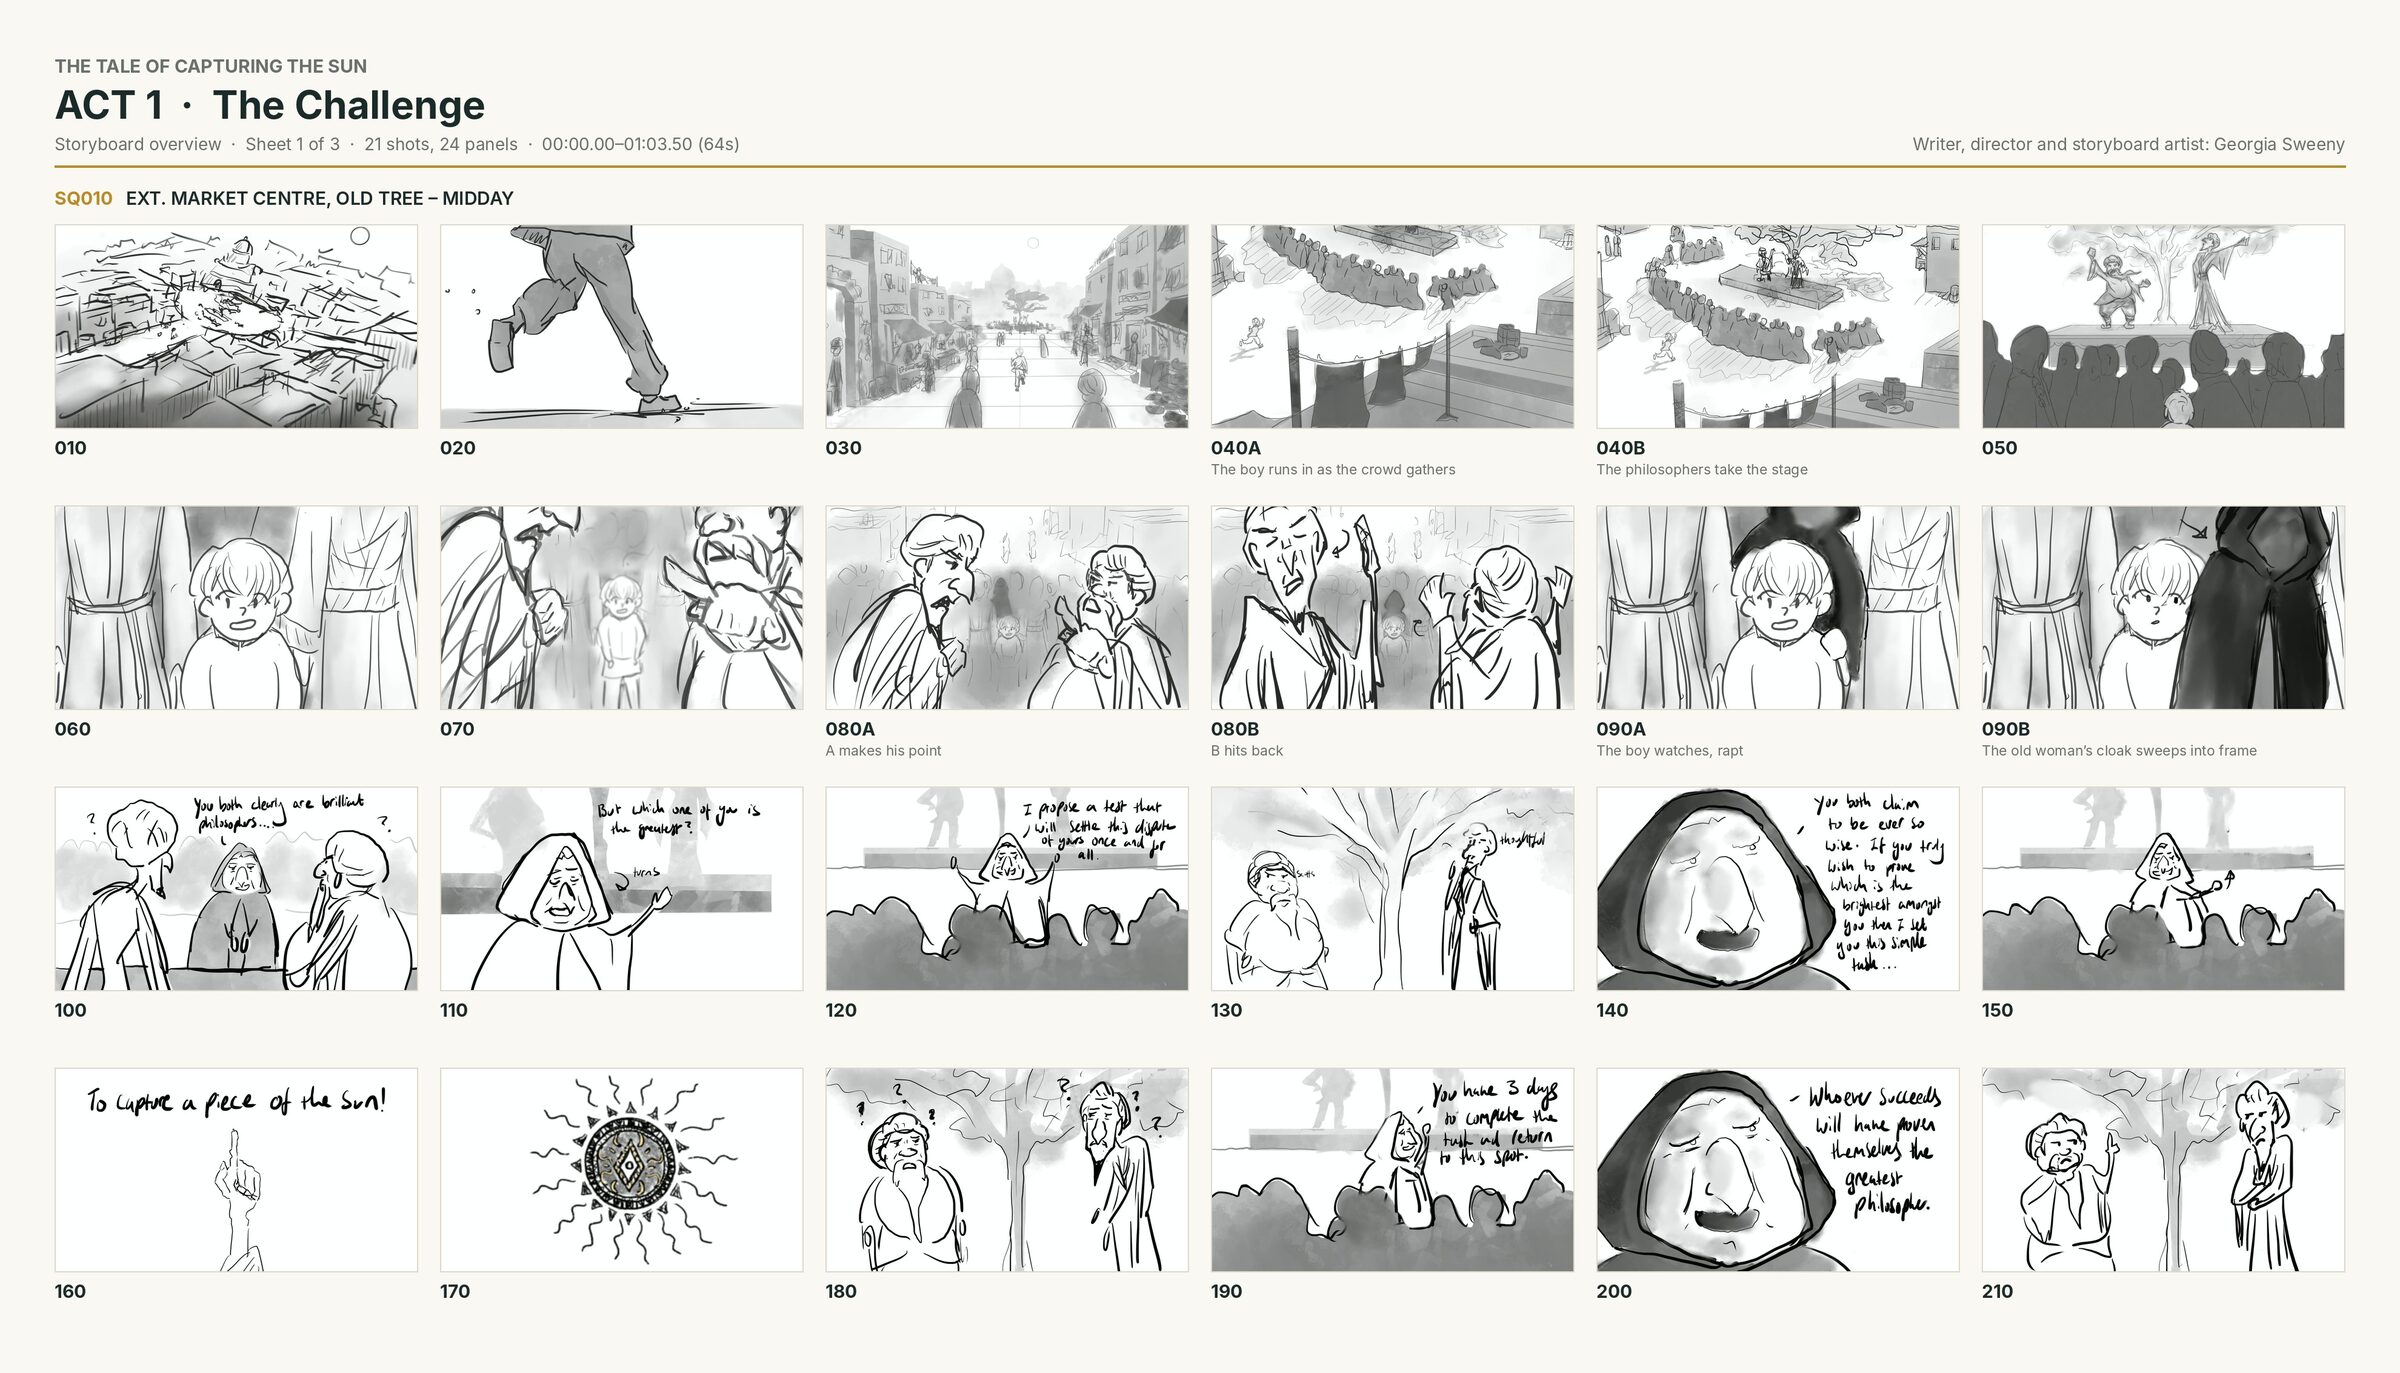 THE TALE OF CAPTURING THE SUN
ACT 1 · The Challenge
Storyboard overview · Sheet 1 of 3 · 21 shots, 24 panels · 00:00.00–01:03.50 (64s)
Writer, director and storyboard artist: Georgia Sweeny
SQ010 EXT. MARKET CENTRE, OLD TREE – MIDDAY
010
020
030
040A
The boy runs in as the crowd gathers
040B
The philosophers take the stage
050
060
070
080A
A makes his point
080B
B hits back
090A
The boy watches, rapt
090B
The old woman’s cloak sweeps into frame
?
You both clearly are brilliant
philosophers....
?
100
But which one of you is
the greatest?
turns
110
I propose a test that
will settle this dispute
of yours once and for
all.
120
thoughtful
130
You both claim
to be ever so
wise. If you truly
wish to prove
which is the
brightest amongst
you then I set
you this simple
task...
140
150
To capture a piece of the sun!
160
170
? ? ?
? ? ?
180
You have 3 days
to complete the
task and return
to this spot.
190
Whoever succeeds
will have proven
themselves the
greatest
philosopher.
200
210